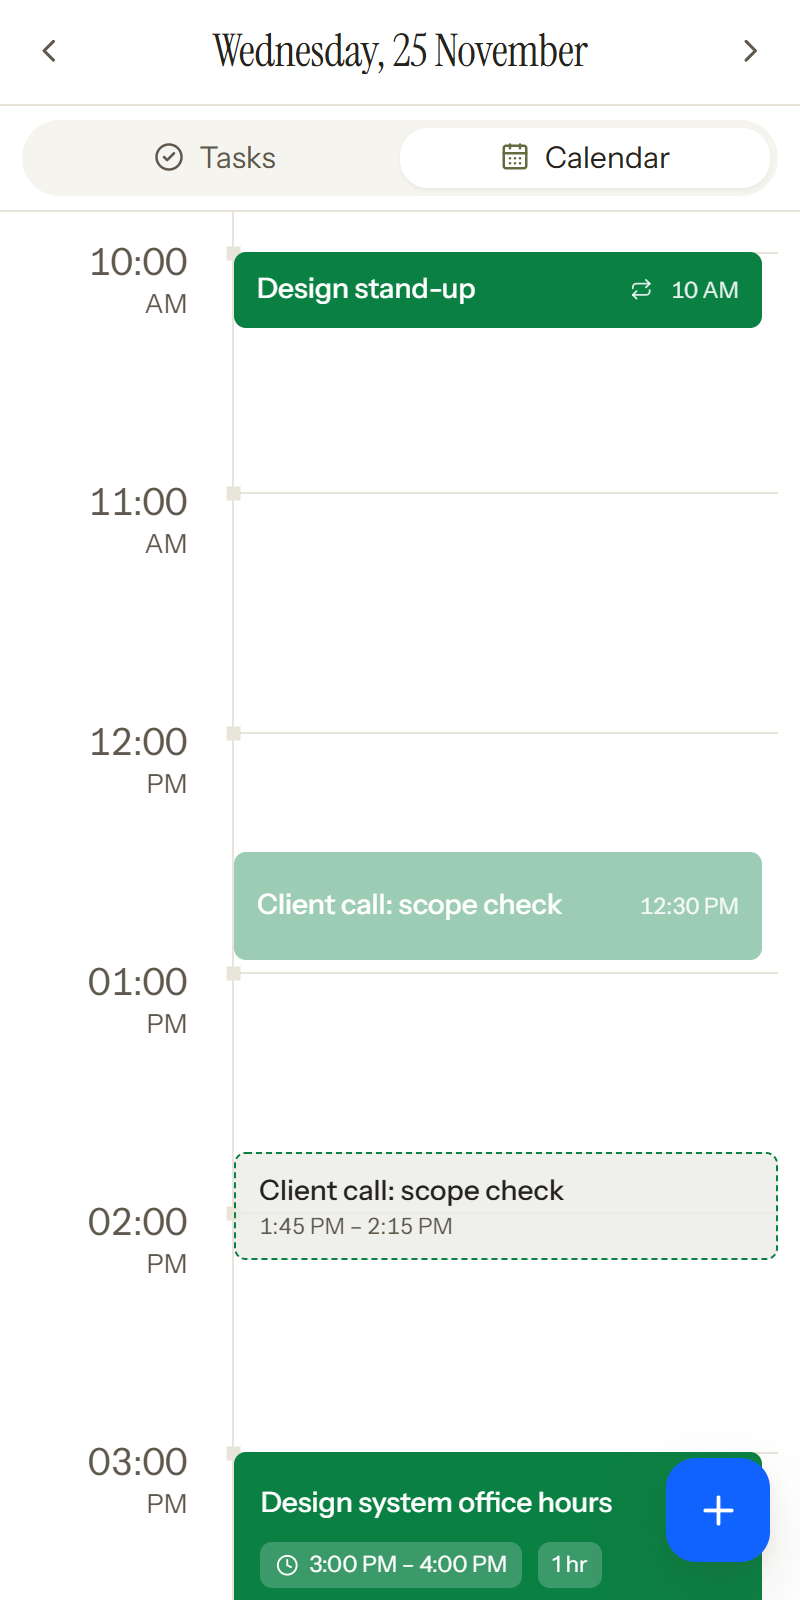 Wednesday, 25 November
Tasks
Calendar
10:00
AM
Design stand-up
10 AM
11:00
AM
12:00
PM
Client call: scope check
12:30 PM
01:00
PM
Client call: scope check
1:45 PM – 2:15 PM
02:00
PM
03:00
PM
Design system office hours
3:00 PM – 4:00 PM
1 hr